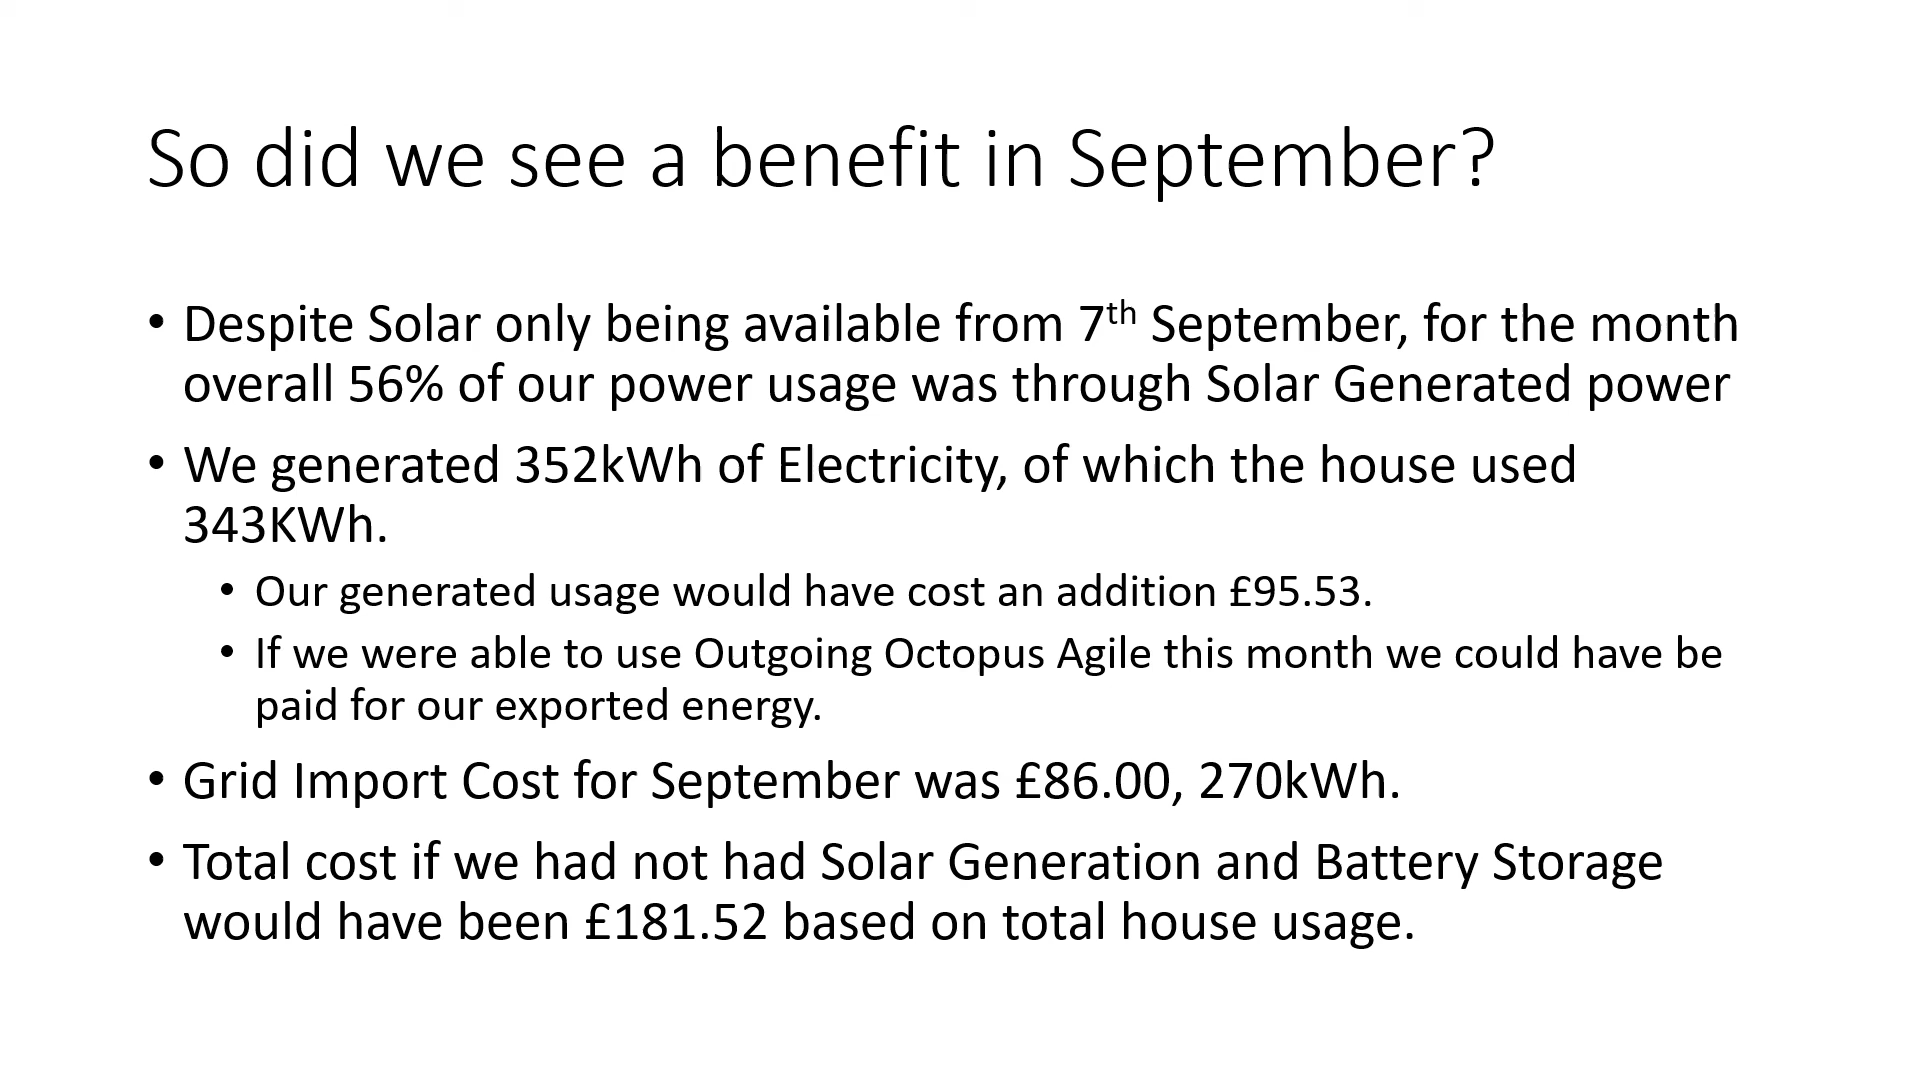 So did we see a benefit in September?
• Despite Solar only being available from 7th September, for the month
overall 56% of our power usage was through Solar Generated power
• We generated 352kWh of Electricity, of which the house used
343KWh.
• Our generated usage would have cost an addition £95.53.
• If we were able to use Outgoing Octopus Agile this month we could have be
paid for our exported energy.
• Grid Import Cost for September was £86.00, 270kWh.
• Total cost if we had not had Solar Generation and Battery Storage
would have been £181.52 based on total house usage.